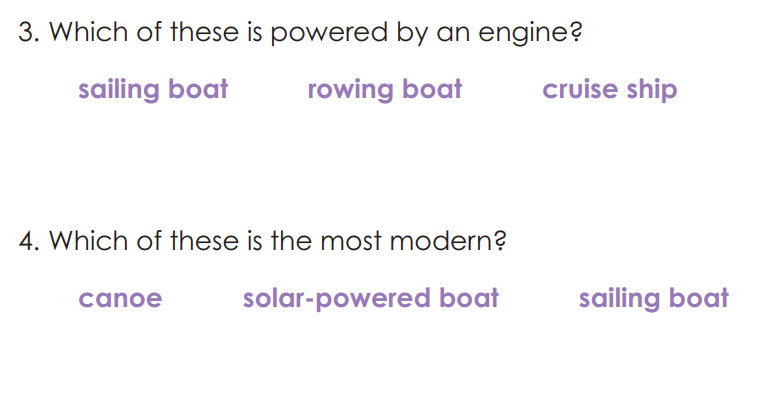 3. Which of these is powered by an engine?
sailing boat rowing boat cruise ship
4. Which of these is the most modern?
canoe solar-powered boat sailing boat